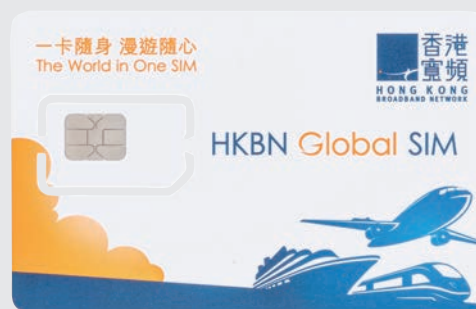 一卡隨身 漫遊隨心
The World in One SIM
香港
寬頻
HONG KONG
BROADBAND NETWORK
HKBN Global SIM